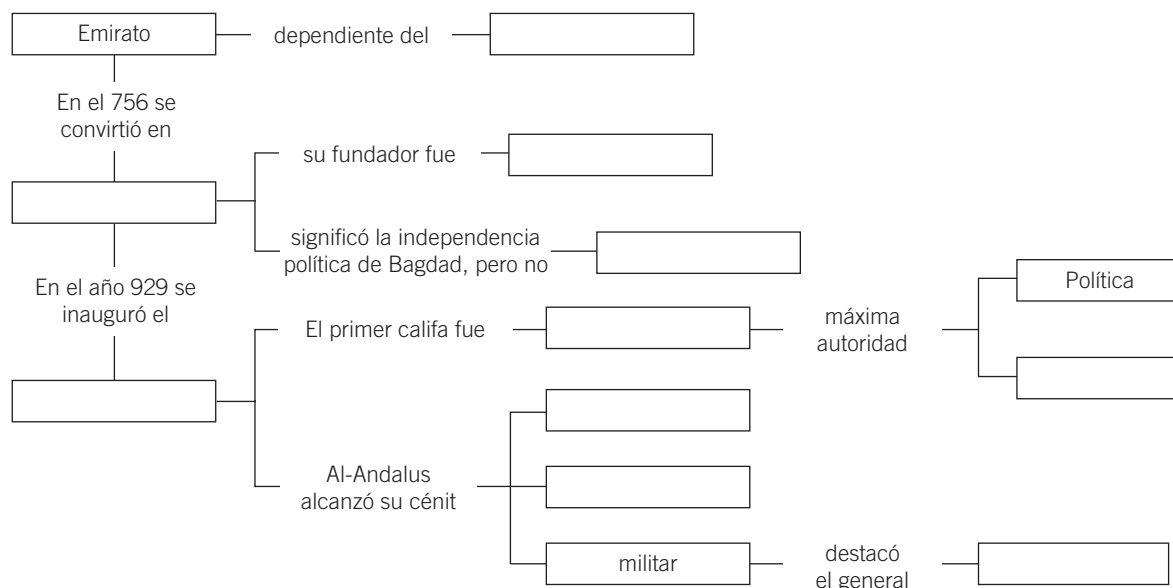 Emirato
dependiente del
En el 756 se
convirtió en
su fundador fue
significó la independencia
política de Bagdad, pero no
En el año 929 se
inauguró el
Política
El primer califa fue
máxima
autoridad
Al-Andalus
alcanzó su cénit
militar
destacó
el general